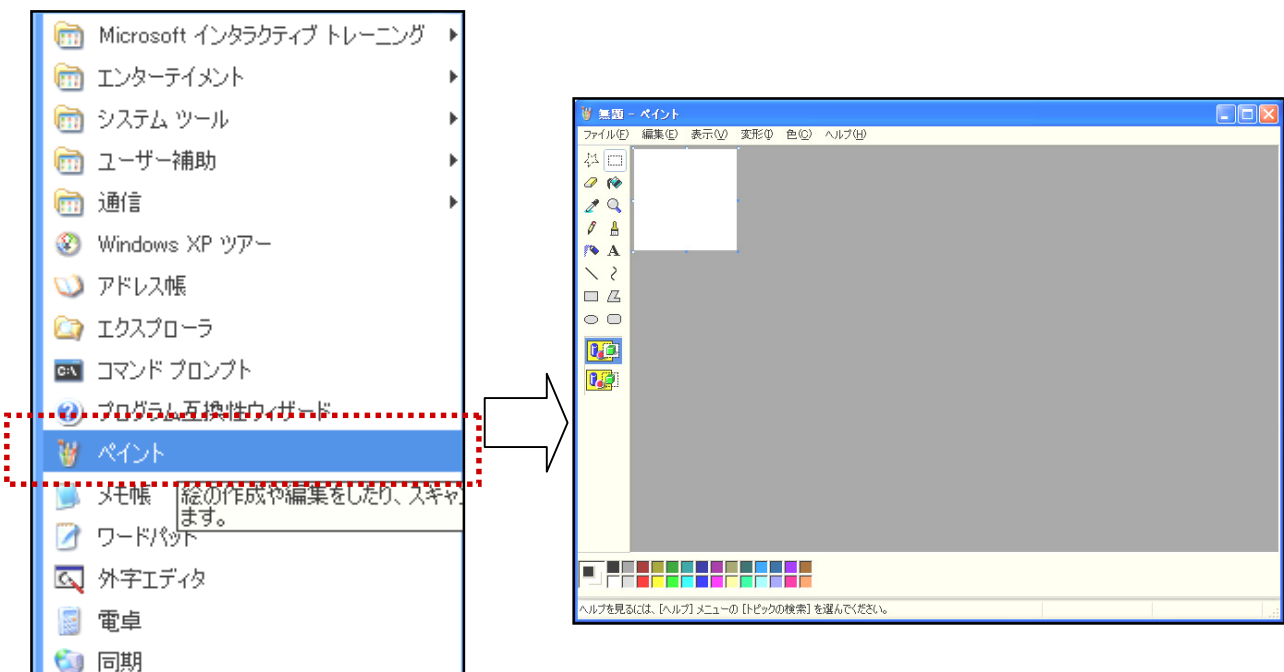 Microsoft インタラクティブ トレーニング
エンターテイメント
システム ツール
ユーザー補助
通信
Windows XP ツアー
アドレス帳
エクスプローラ
C:\
コマンド プロンプト
プログラム互換性ウィザード
ペイント
メモ帳
絵の作成や編集をしたり、スキャ
ます。
ワードパッド
外字エディタ
電卓
同期
無題 - ペイント
ファイル(F) 編集(E) 表示(V) 変形(I) 色(C) ヘルプ(H)
A
ヘルプを見るには、[ヘルプ] メニューの [トピックの検索] を選んでください。